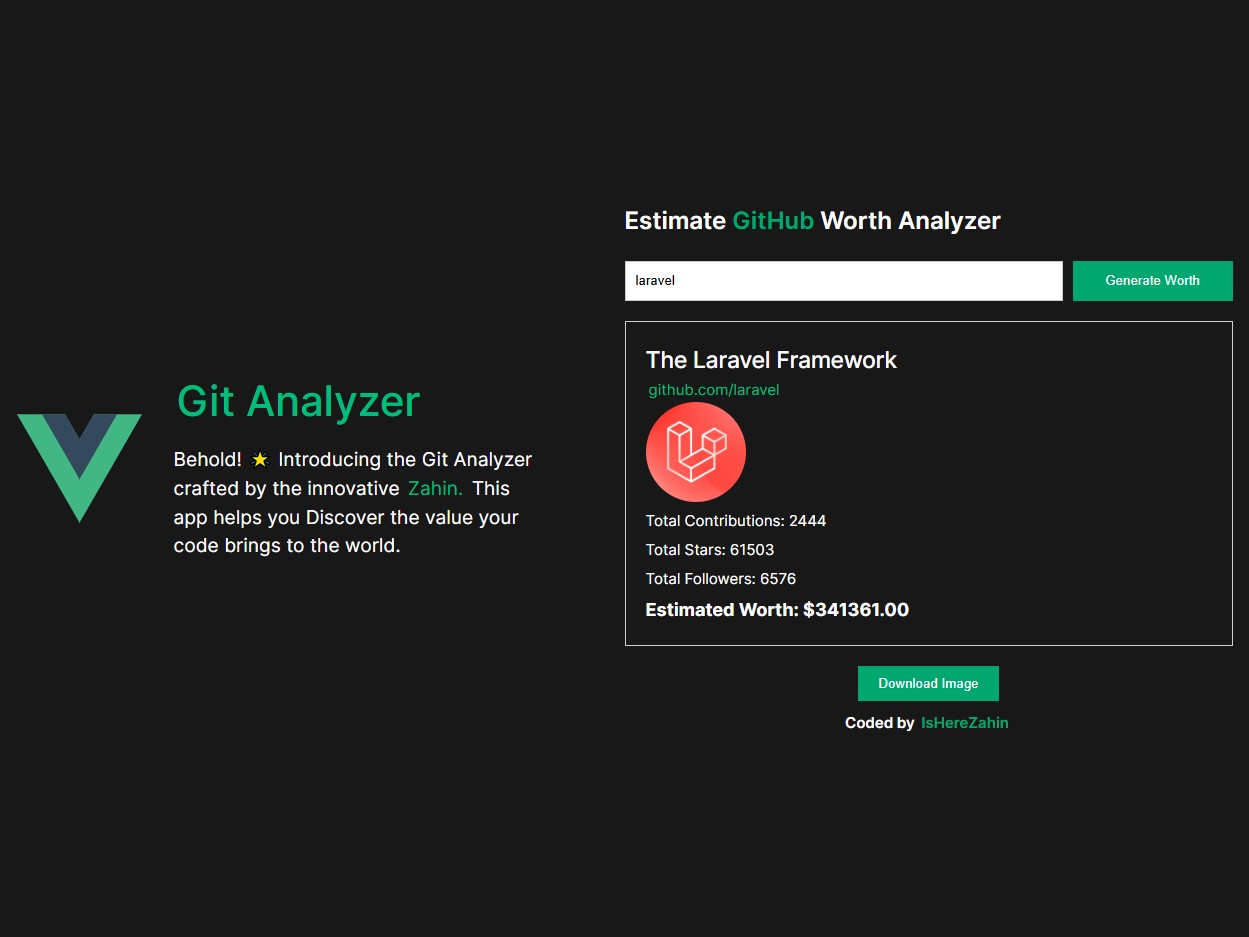 Git Analyzer
Behold! 🌟 Introducing the Git Analyzer
crafted by the innovative Zahin. This
app helps you Discover the value your
code brings to the world.
Estimate GitHub Worth Analyzer
laravel
Generate Worth
The Laravel Framework
github.com/laravel
Total Contributions: 2444
Total Stars: 61503
Total Followers: 6576
Estimated Worth: $341361.00
Download Image
Coded by IsHereZahin